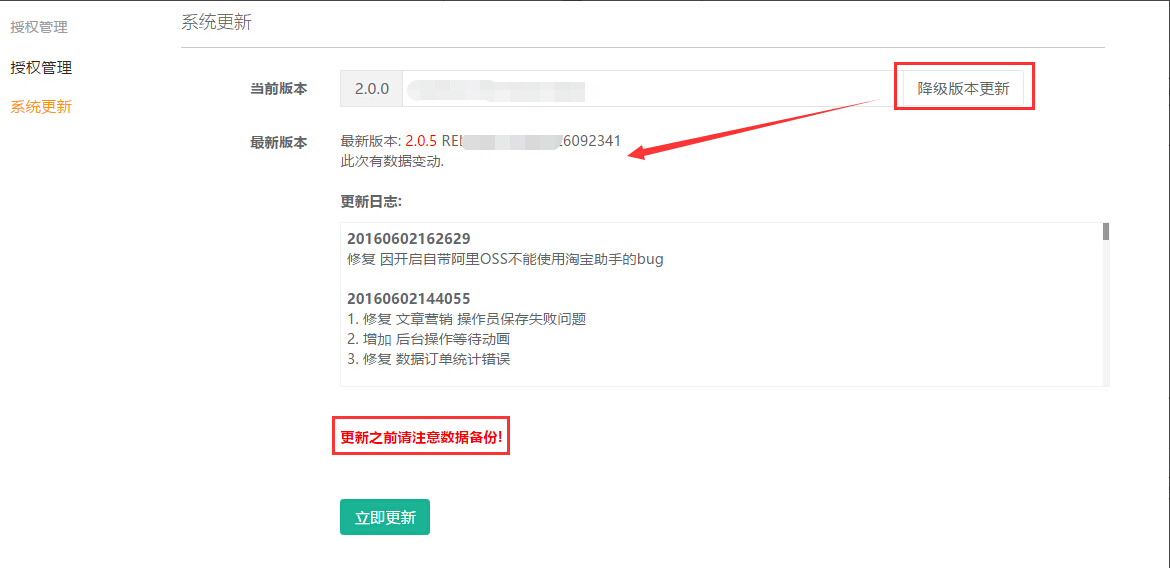 授权管理
授权管理
系统更新
系统更新
当前版本
2.0.0
降级版本更新
最新版本
最新版本: 2.0.5 6092341
此次有数据变动.
更新日志:
20160602162629
修复 因开启自带阿里OSS不能使用淘宝助手的bug
20160602144055
1. 修复 文章营销 操作员保存失败问题
2. 增加 后台操作等待动画
3. 修复 数据订单统计错误
更新之前请注意数据备份!
立即更新